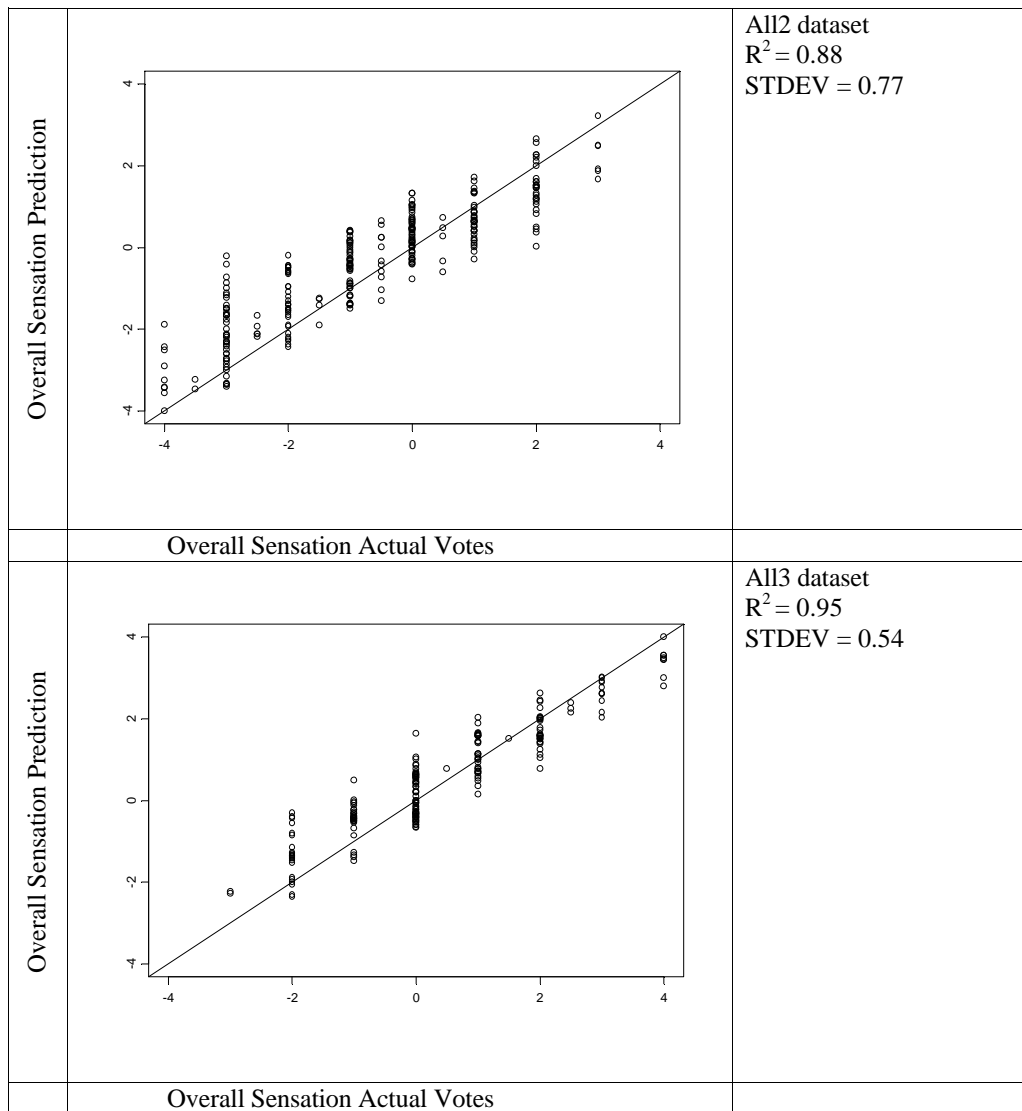 All2 dataset
R² = 0.88
STDEV = 0.77
Overall Sensation Prediction
4
2
0
-2
-4
-4 -2 0 2 4
Overall Sensation Actual Votes
All3 dataset
R² = 0.95
STDEV = 0.54
Overall Sensation Prediction
4
2
0
-2
-4
-4 -2 0 2 4
Overall Sensation Actual Votes